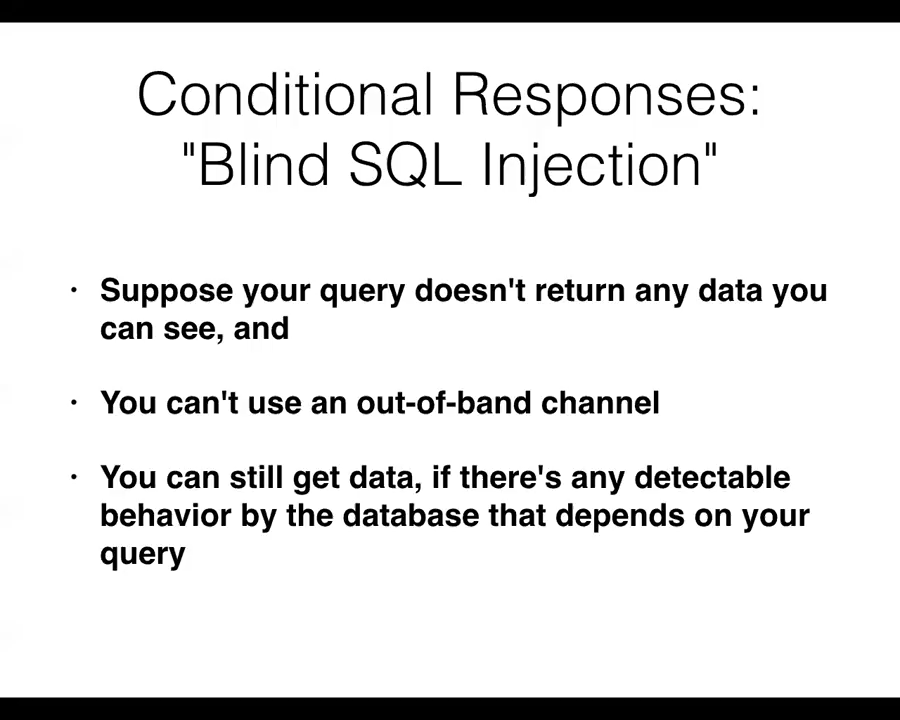 Conditional Responses:
"Blind SQL Injection"
• Suppose your query doesn't return any data you
can see, and
• You can't use an out-of-band channel
• You can still get data, if there's any detectable
behavior by the database that depends on your
query